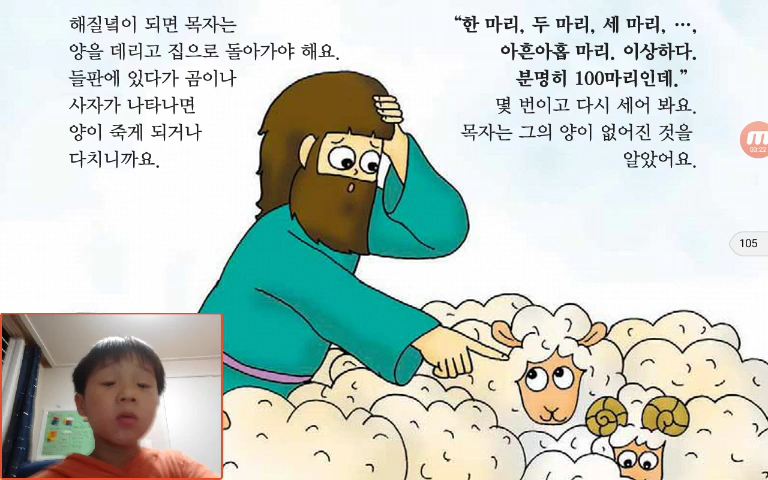 해질녘이 되면 목자는
양을 데리고 집으로 돌아가야 해요.
들판에 있다가 곰이나
사자가 나타나면
양이 죽게 되거나
다치니까요.
“한 마리, 두 마리, 세 마리, …,
아흔아홉 마리. 이상하다.
분명히 100마리인데.”
몇 번이고 다시 세어 봐요.
목자는 그의 양이 없어진 것을
알았어요.
m
00:22
105